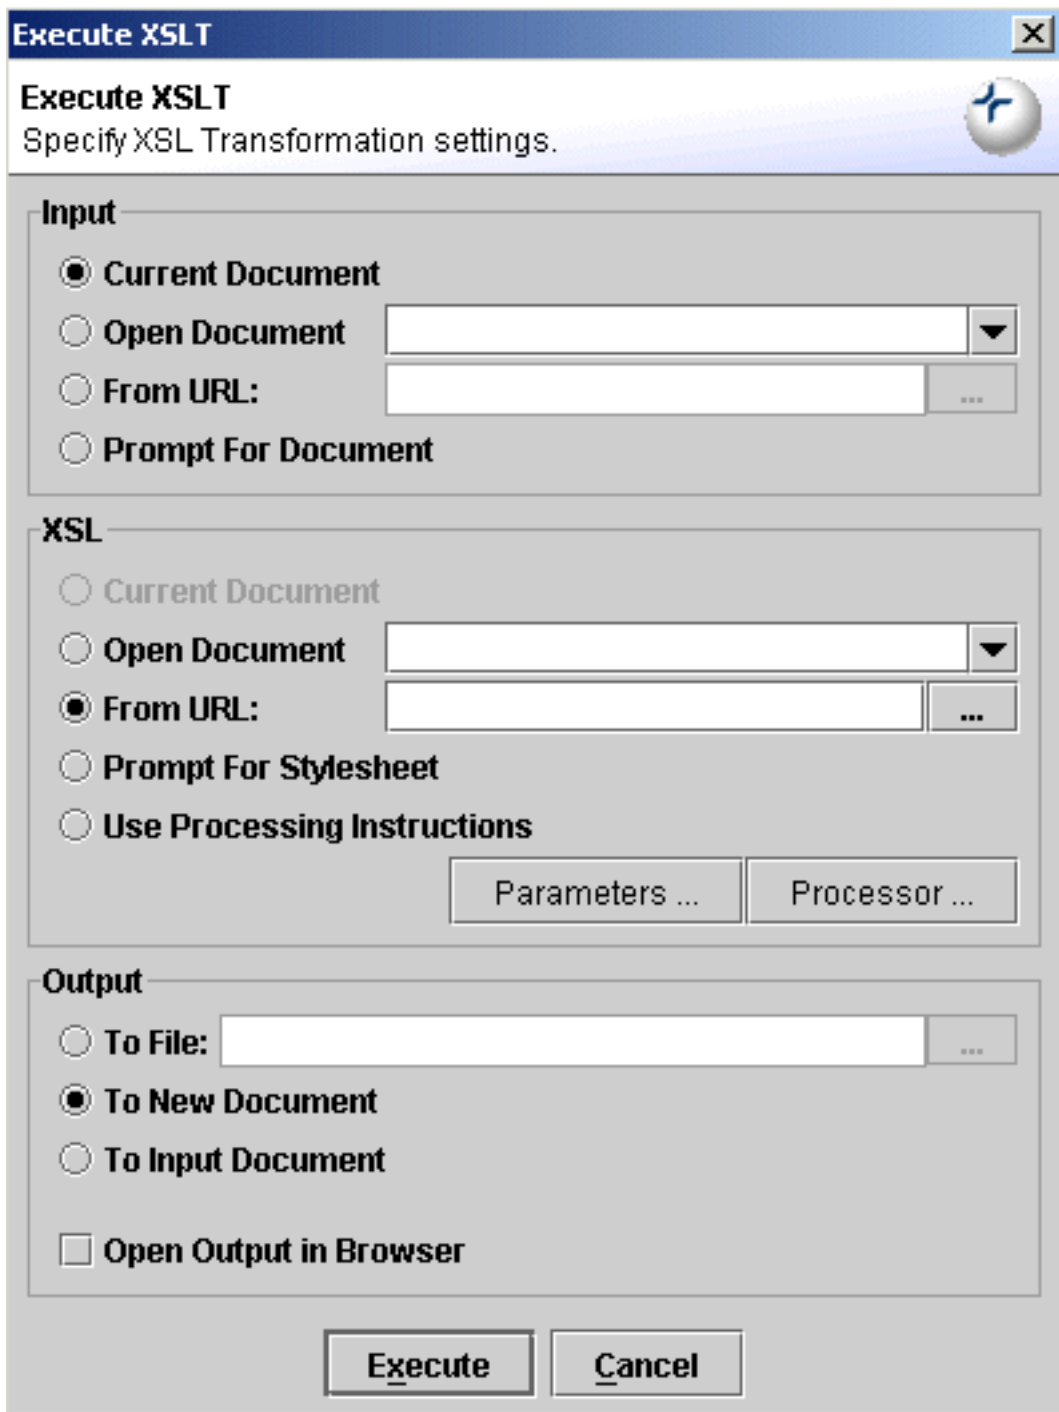 Execute XSLT
Execute XSLT
Specify XSL Transformation settings.
Input
Current Document
Open Document
From URL:
...
Prompt For Document
XSL
Current Document
Open Document
From URL:
...
Prompt For Stylesheet
Use Processing Instructions
Parameters ... Processor ...
Output
To File:
...
To New Document
To Input Document
Open Output in Browser
Execute Cancel